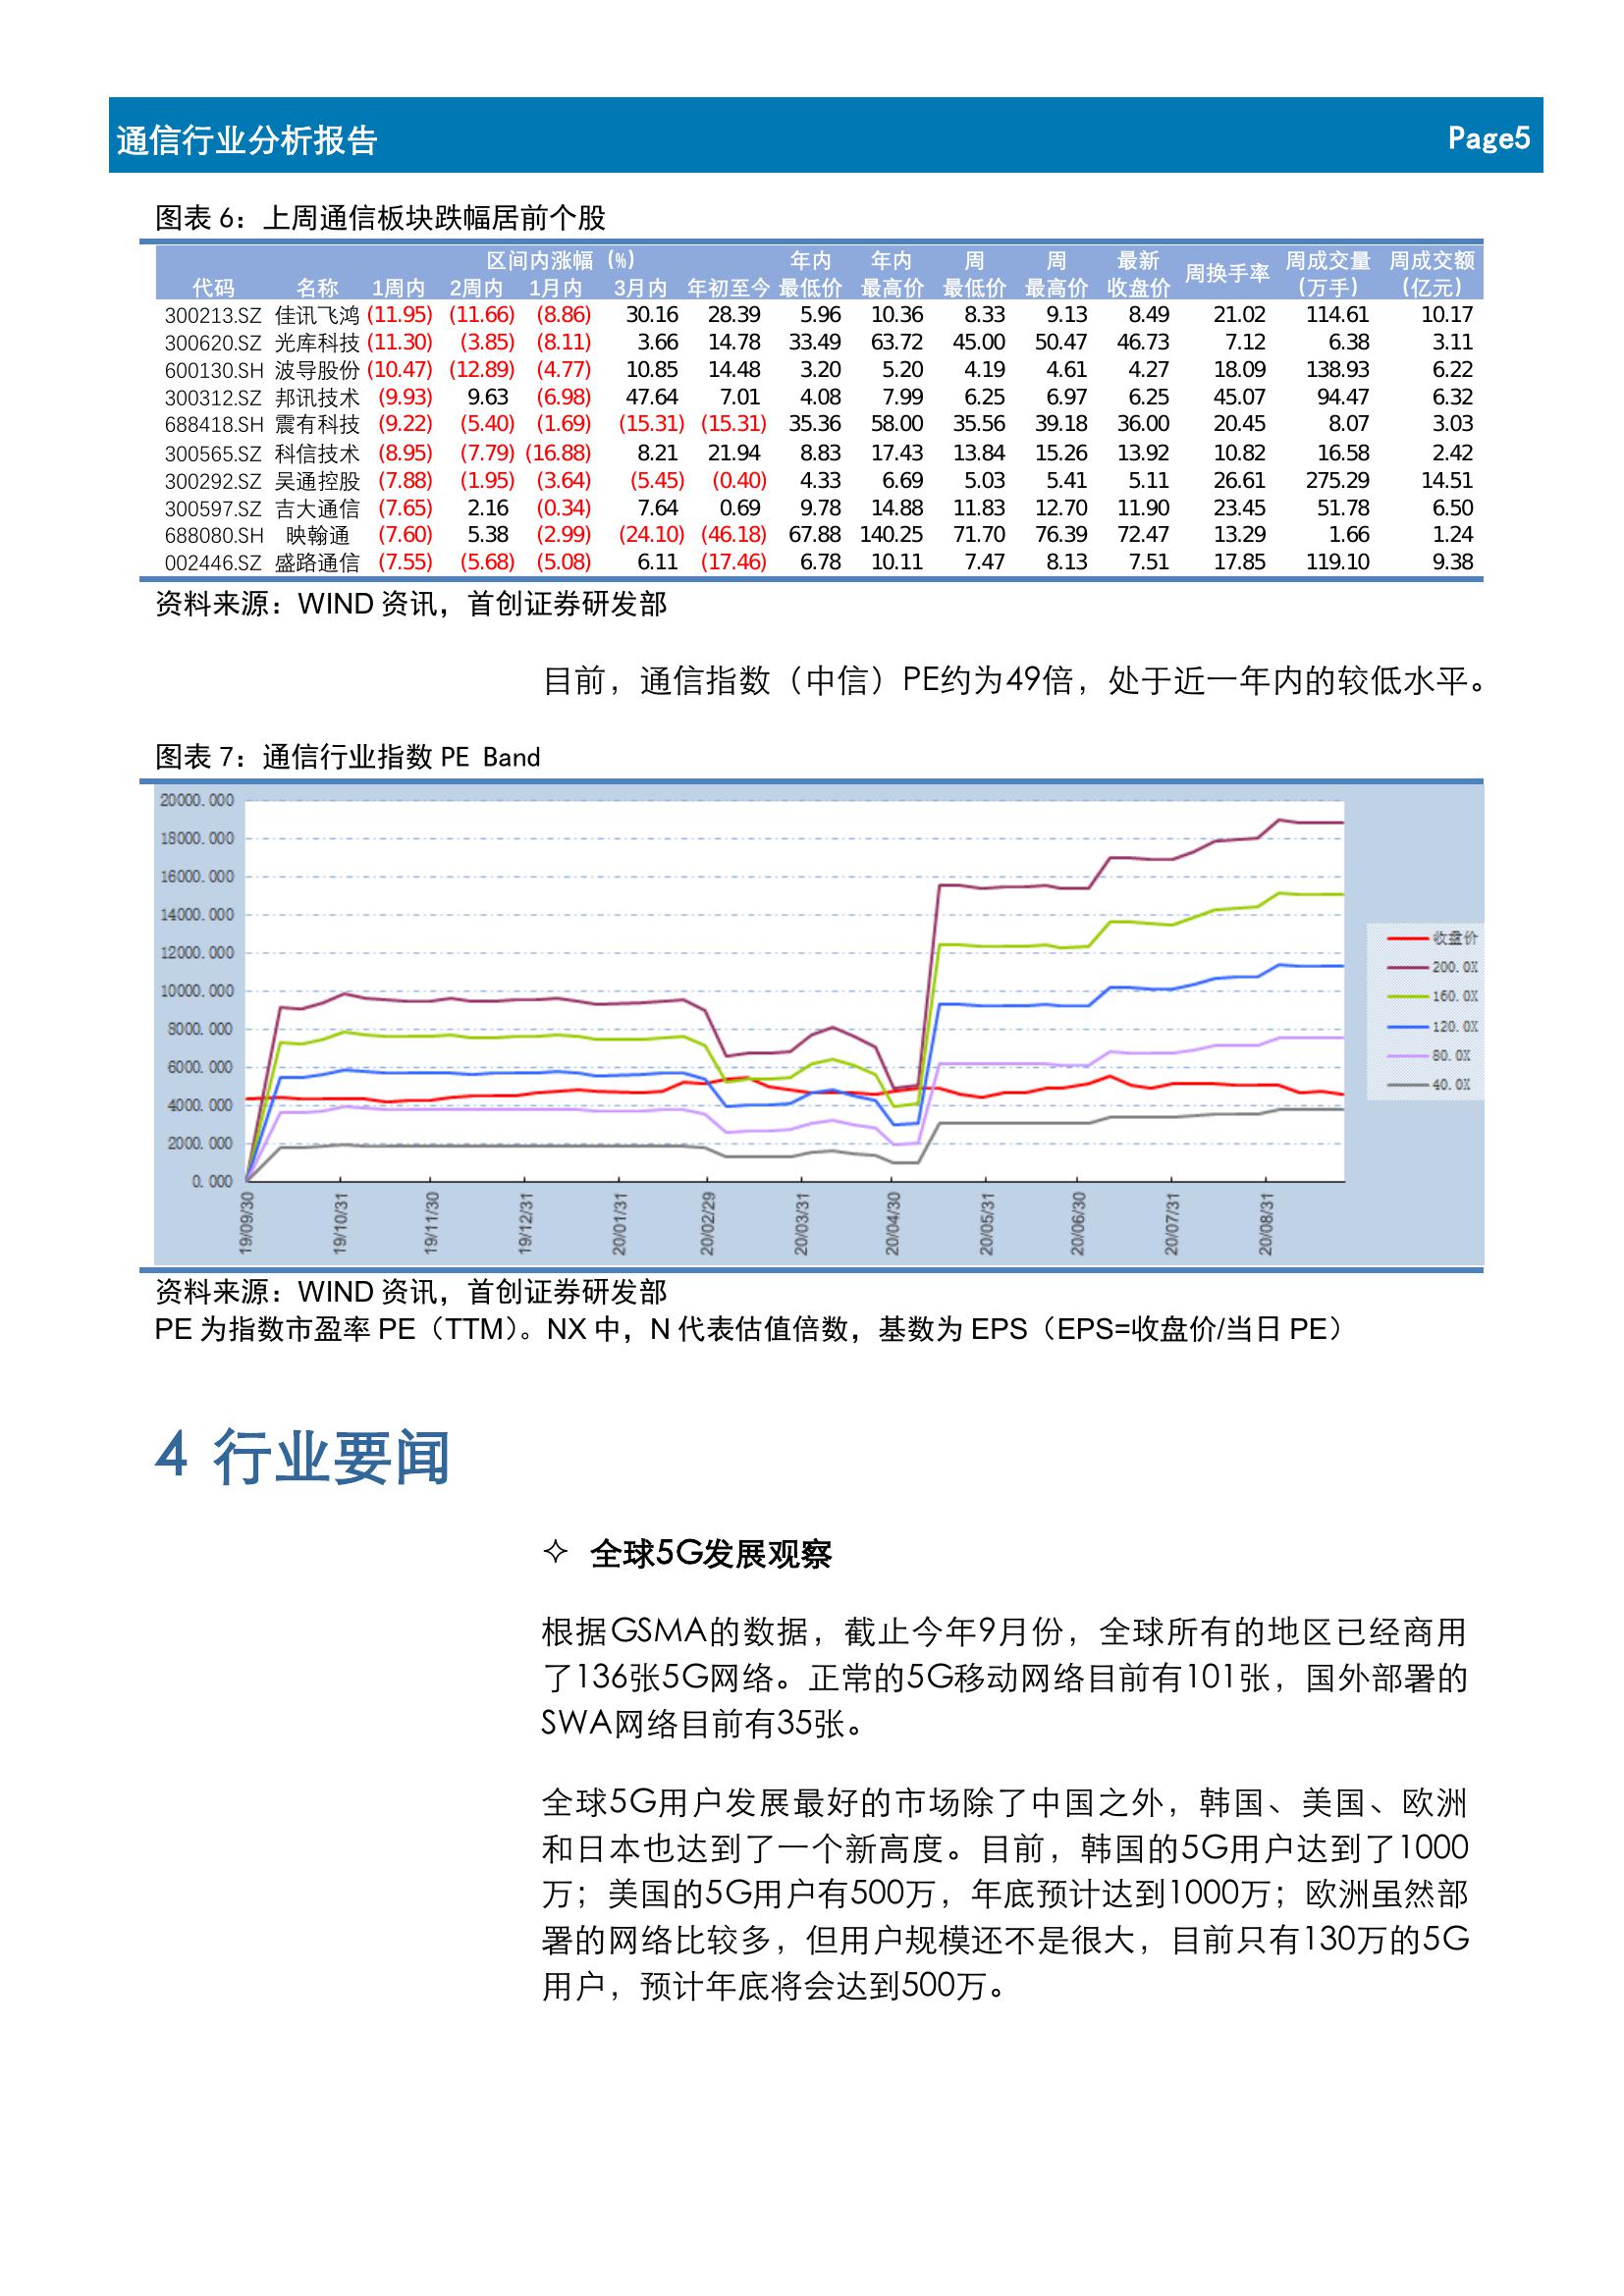 通信行业分析报告 Page5
图表 6：上周通信板块跌幅居前个股
区间内涨幅（%） 年内 年内 周 周 最新 周换手率 周成交量 周成交额
代码 名称 1周内 2周内 1月内 3月内 年初至今 最低价 最高价 最低价 最高价 收盘价 （万手） （亿元）
300213.SZ 佳讯飞鸿 (11.95) (11.66) (8.86) 30.16 28.39 5.96 10.36 8.33 9.13 8.49 21.02 114.61 10.17
300620.SZ 光库科技 (11.30) (3.85) (8.11) 3.66 14.78 33.49 63.72 45.00 50.47 46.73 7.12 6.38 3.11
600130.SH 波导股份 (10.47) (12.89) (4.77) 10.85 14.48 3.20 5.20 4.19 4.61 4.27 18.09 138.93 6.22
300312.SZ 邦讯技术 (9.93) 9.63 (6.98) 47.64 7.01 4.08 7.99 6.25 6.97 6.25 45.07 94.47 6.32
688418.SH 震有科技 (9.22) (5.40) (1.69) (15.31) (15.31) 35.36 58.00 35.56 39.18 36.00 20.45 8.07 3.03
300565.SZ 科信技术 (8.95) (7.79) (16.88) 8.21 21.94 8.83 17.43 13.84 15.26 13.92 10.82 16.58 2.42
300292.SZ 吴通控股 (7.88) (1.95) (3.64) (5.45) (0.40) 4.33 6.69 5.03 5.41 5.11 26.61 275.29 14.51
300597.SZ 吉大通信 (7.65) 2.16 (0.34) 7.64 0.69 9.78 14.88 11.83 12.70 11.90 23.45 51.78 6.50
688080.SH 映翰通 (7.60) 5.38 (2.99) (24.10) (46.18) 67.88 140.25 71.70 76.39 72.47 13.29 1.66 1.24
002446.SZ 盛路通信 (7.55) (5.68) (5.08) 6.11 (17.46) 6.78 10.11 7.47 8.13 7.51 17.85 119.10 9.38
资料来源：WIND 资讯，首创证券研发部
目前，通信指数（中信）PE约为49倍，处于近一年内的较低水平。
图表 7：通信行业指数 PE Band
20000.000
18000.000
16000.000
14000.000
12000.000
10000.000
8000.000
6000.000
4000.000
2000.000
0.000
19/09/30 19/10/31 19/11/30 19/12/31 20/01/31 20/02/29 20/03/31 20/04/30 20/05/31 20/06/30 20/07/31 20/08/31
收盘价
200.0X
160.0X
120.0X
80.0X
40.0X
资料来源：WIND 资讯，首创证券研发部
PE 为指数市盈率 PE（TTM）。NX 中，N 代表估值倍数，基数为 EPS（EPS=收盘价/当日 PE）
4 行业要闻
✧ 全球5G发展观察
根据GSMA的数据，截止今年9月份，全球所有的地区已经商用
了136张5G网络。正常的5G移动网络目前有101张，国外部署的
SWA网络目前有35张。
全球5G用户发展最好的市场除了中国之外，韩国、美国、欧洲
和日本也达到了一个新高度。目前，韩国的5G用户达到了1000
万；美国的5G用户有500万，年底预计达到1000万；欧洲虽然部
署的网络比较多，但用户规模还不是很大，目前只有130万的5G
用户，预计年底将会达到500万。